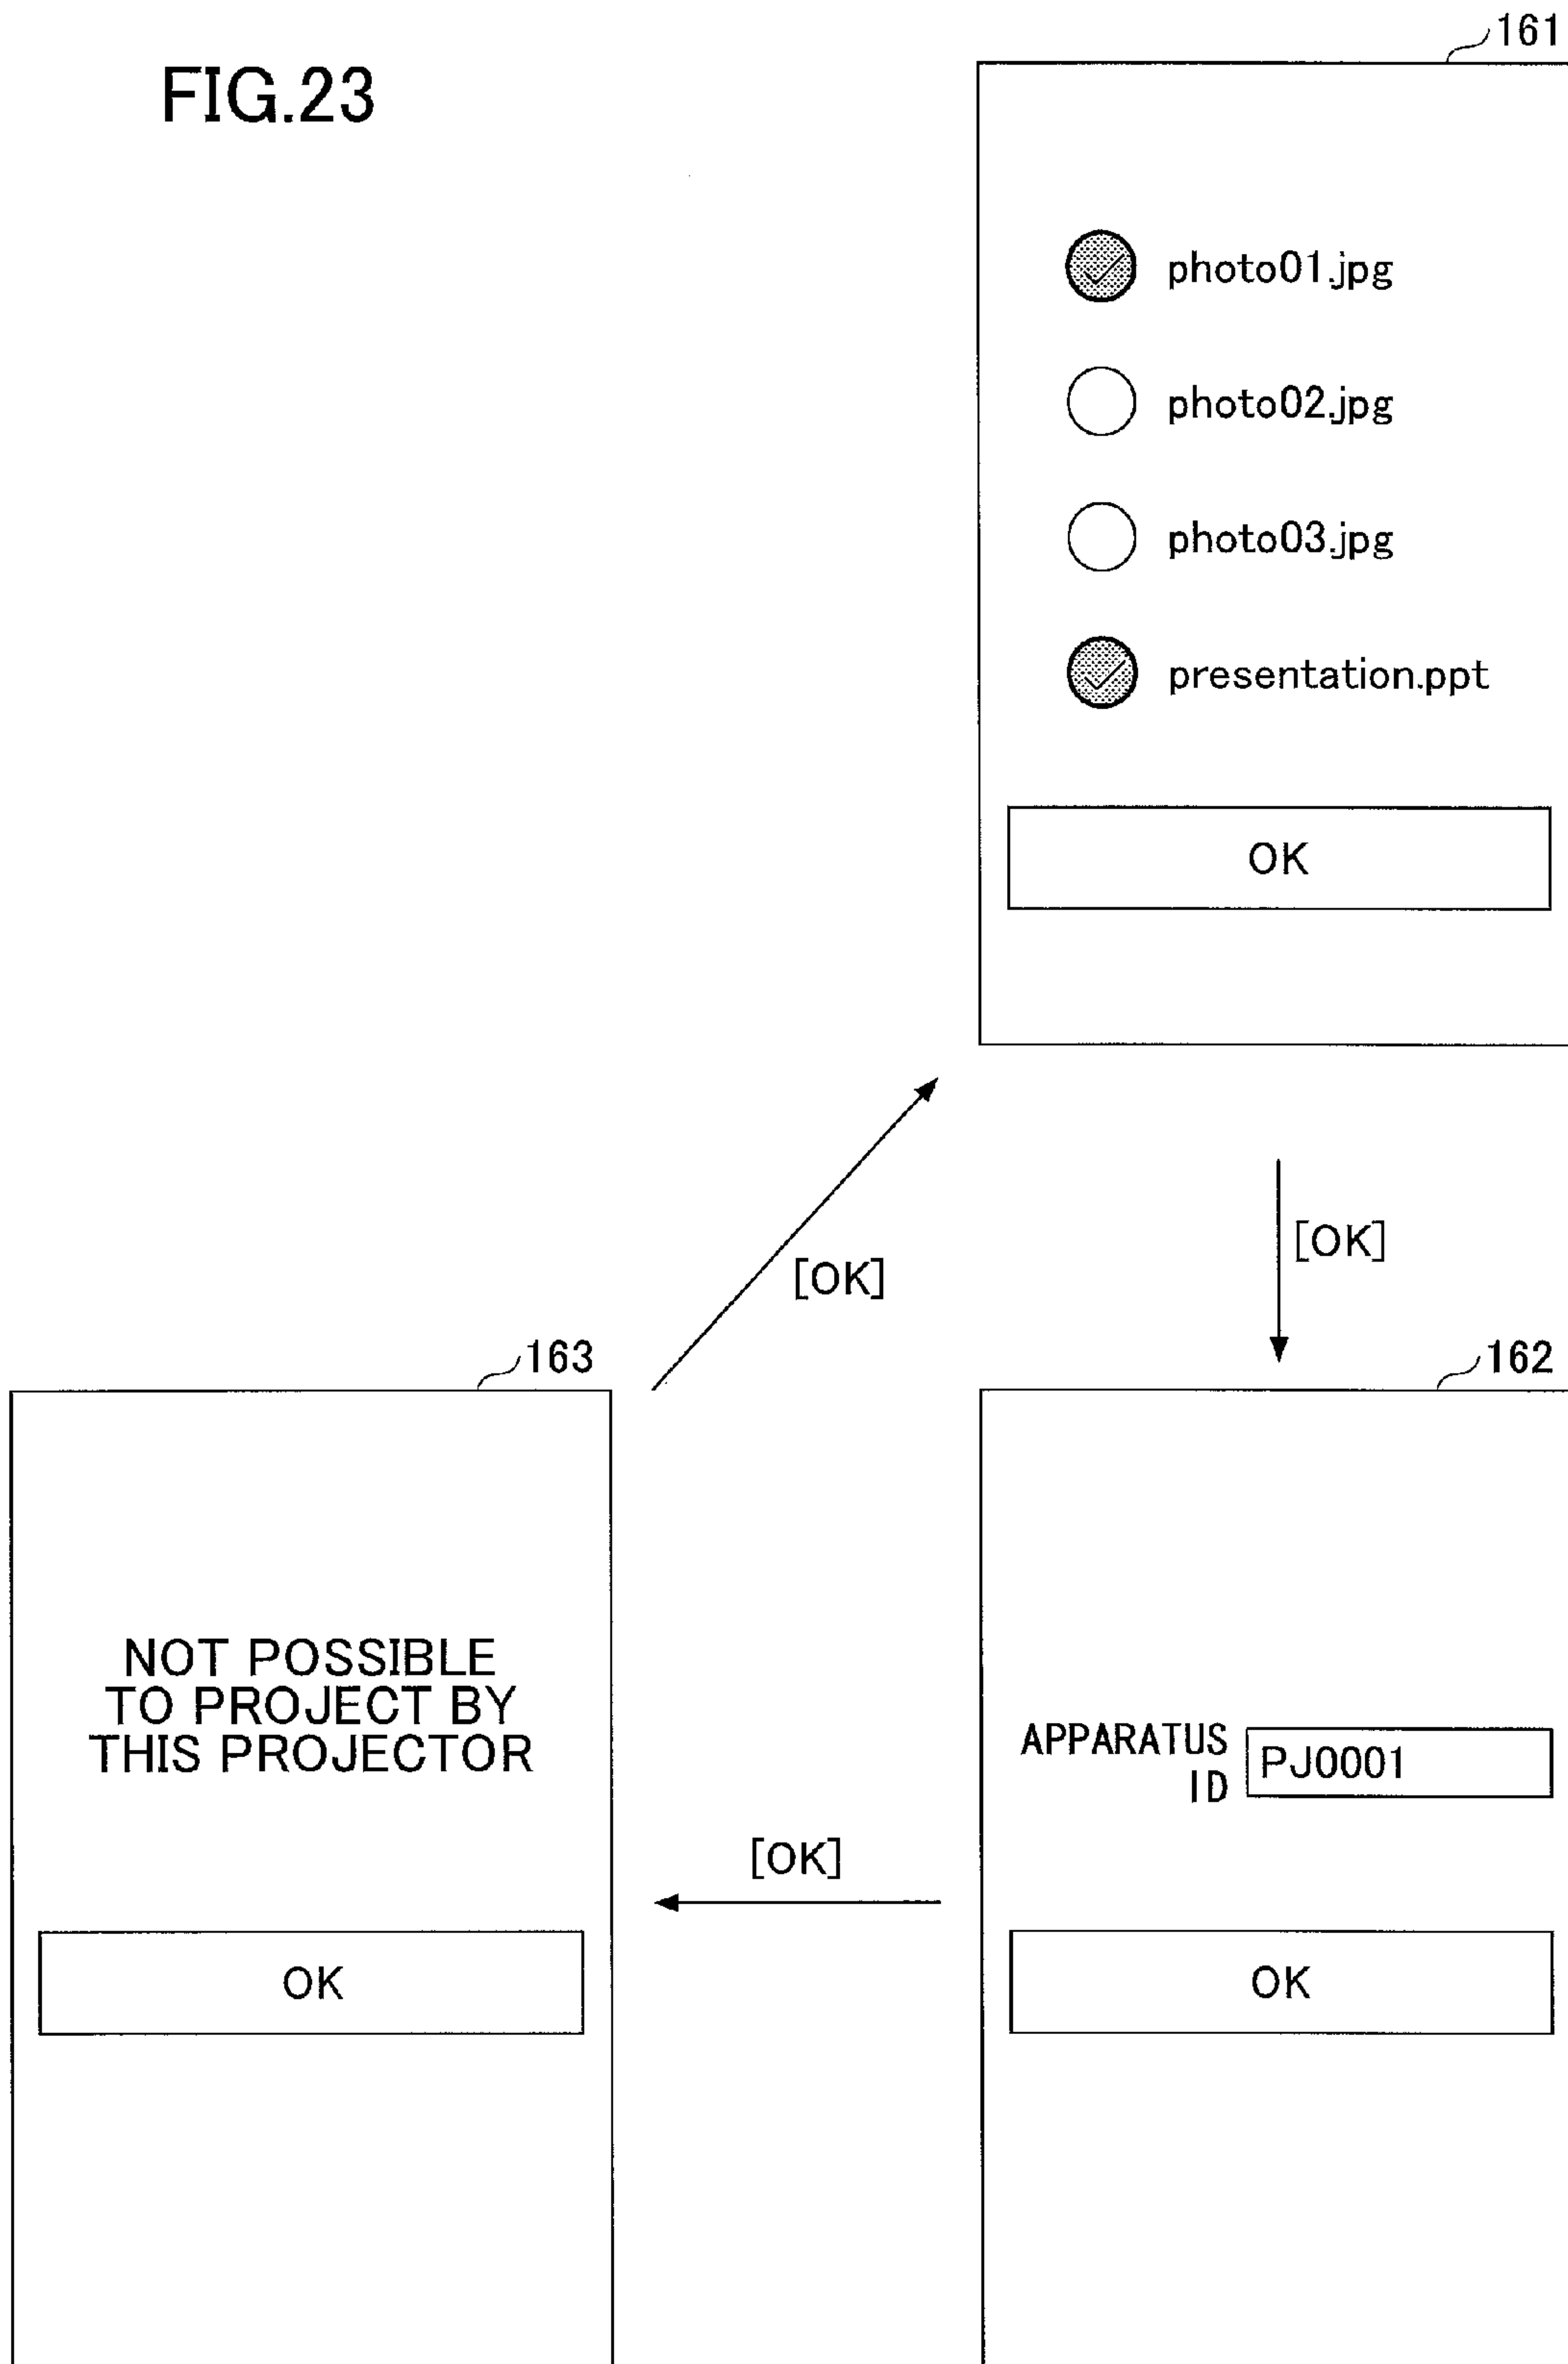 FIG.23
161
photo01.jpg
photo02.jpg
photo03.jpg
presentation.ppt
OK
[OK]
[OK]
163
NOT POSSIBLE
TO PROJECT BY
THIS PROJECTOR
OK
[OK]
162
APPARATUS
ID
PJ0001
OK